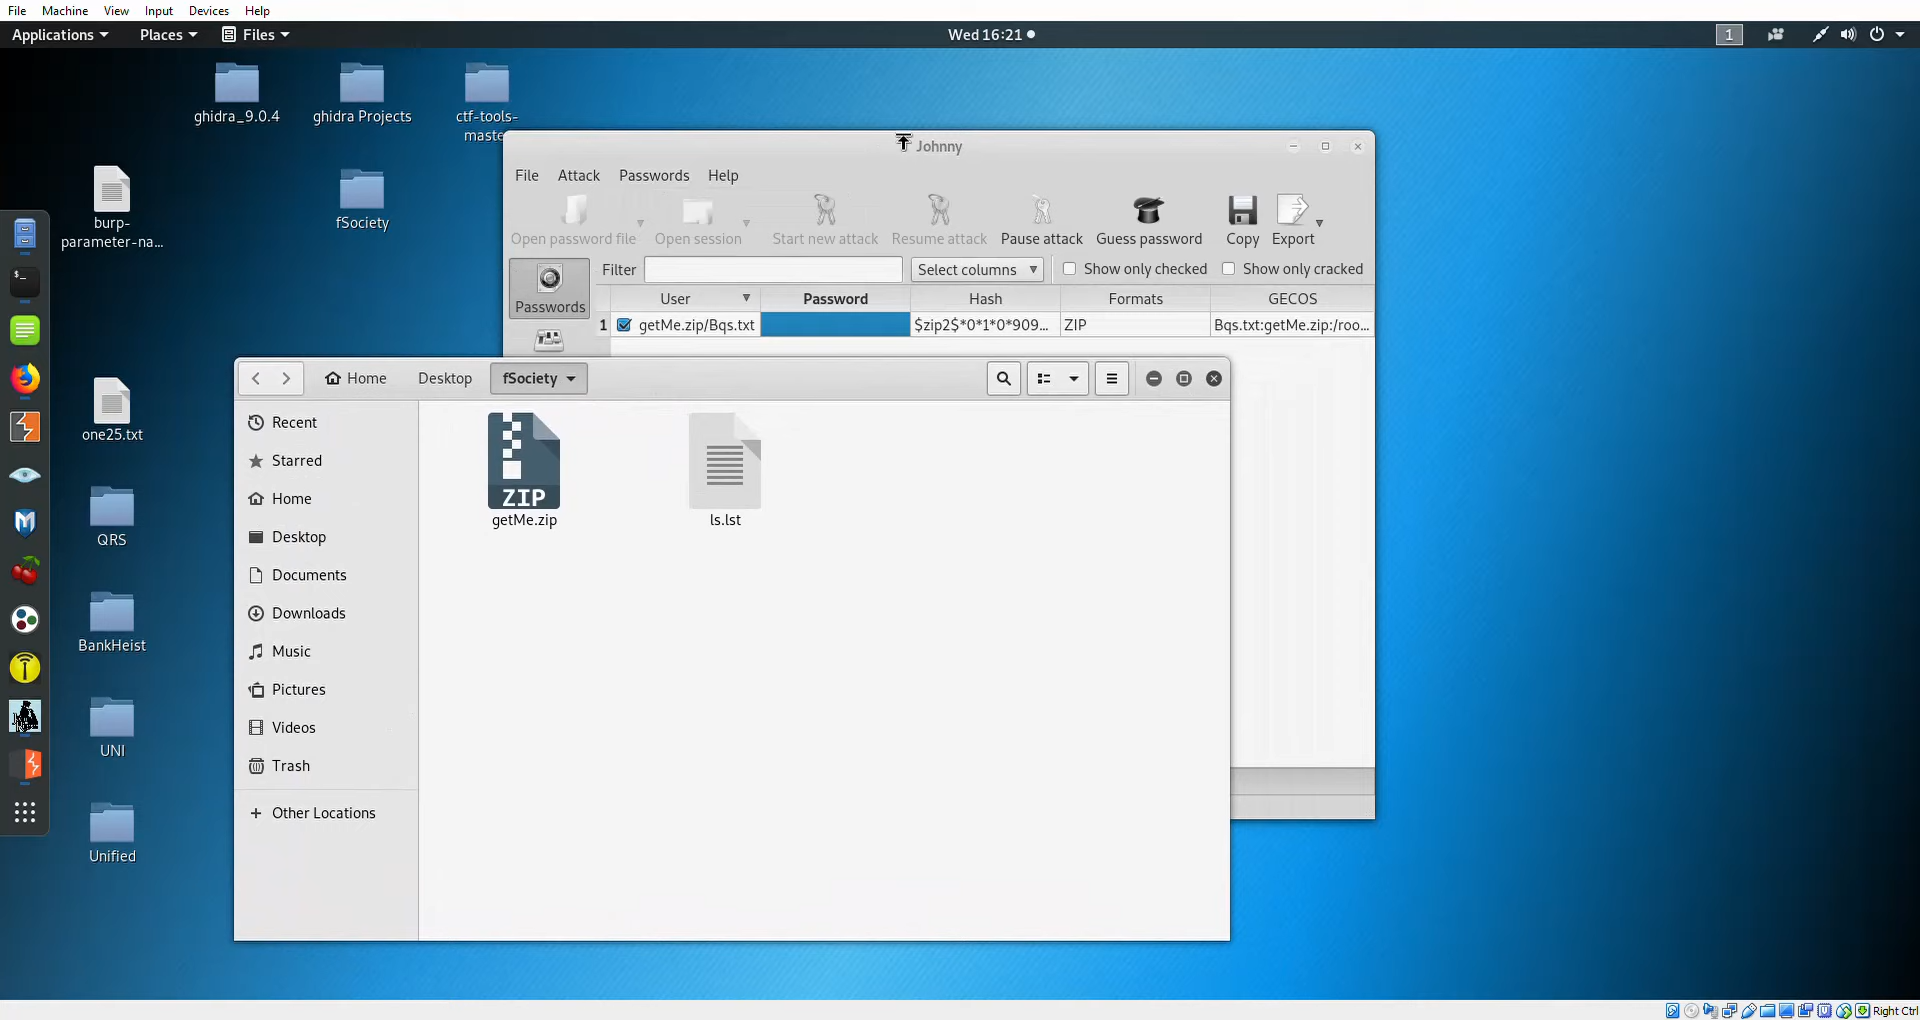 File Machine View Input Devices Help
Applications Places Files Wed 16:21 1
ghidra_9.0.4
ghidra Projects
ctf-tools-
maste
burp-
parameter-na...
fSociety
one25.txt
QRS
BankHeist
UNI
Unified
Johnny
File Attack Passwords Help
Open password file Open session Start new attack Resume attack Pause attack Guess password Copy Export
Passwords
Filter Select columns Show only checked Show only cracked
User Password Hash Formats GECOS
1 getMe.zip/Bqs.txt $zip2$*0*1*0*909... ZIP Bqs.txt:getMe.zip:/roo...
Home Desktop fSociety
Recent
Starred
Home
Desktop
Documents
Downloads
Music
Pictures
Videos
Trash
+ Other Locations
ZIP
getMe.zip
ls.lst
Right Ctrl